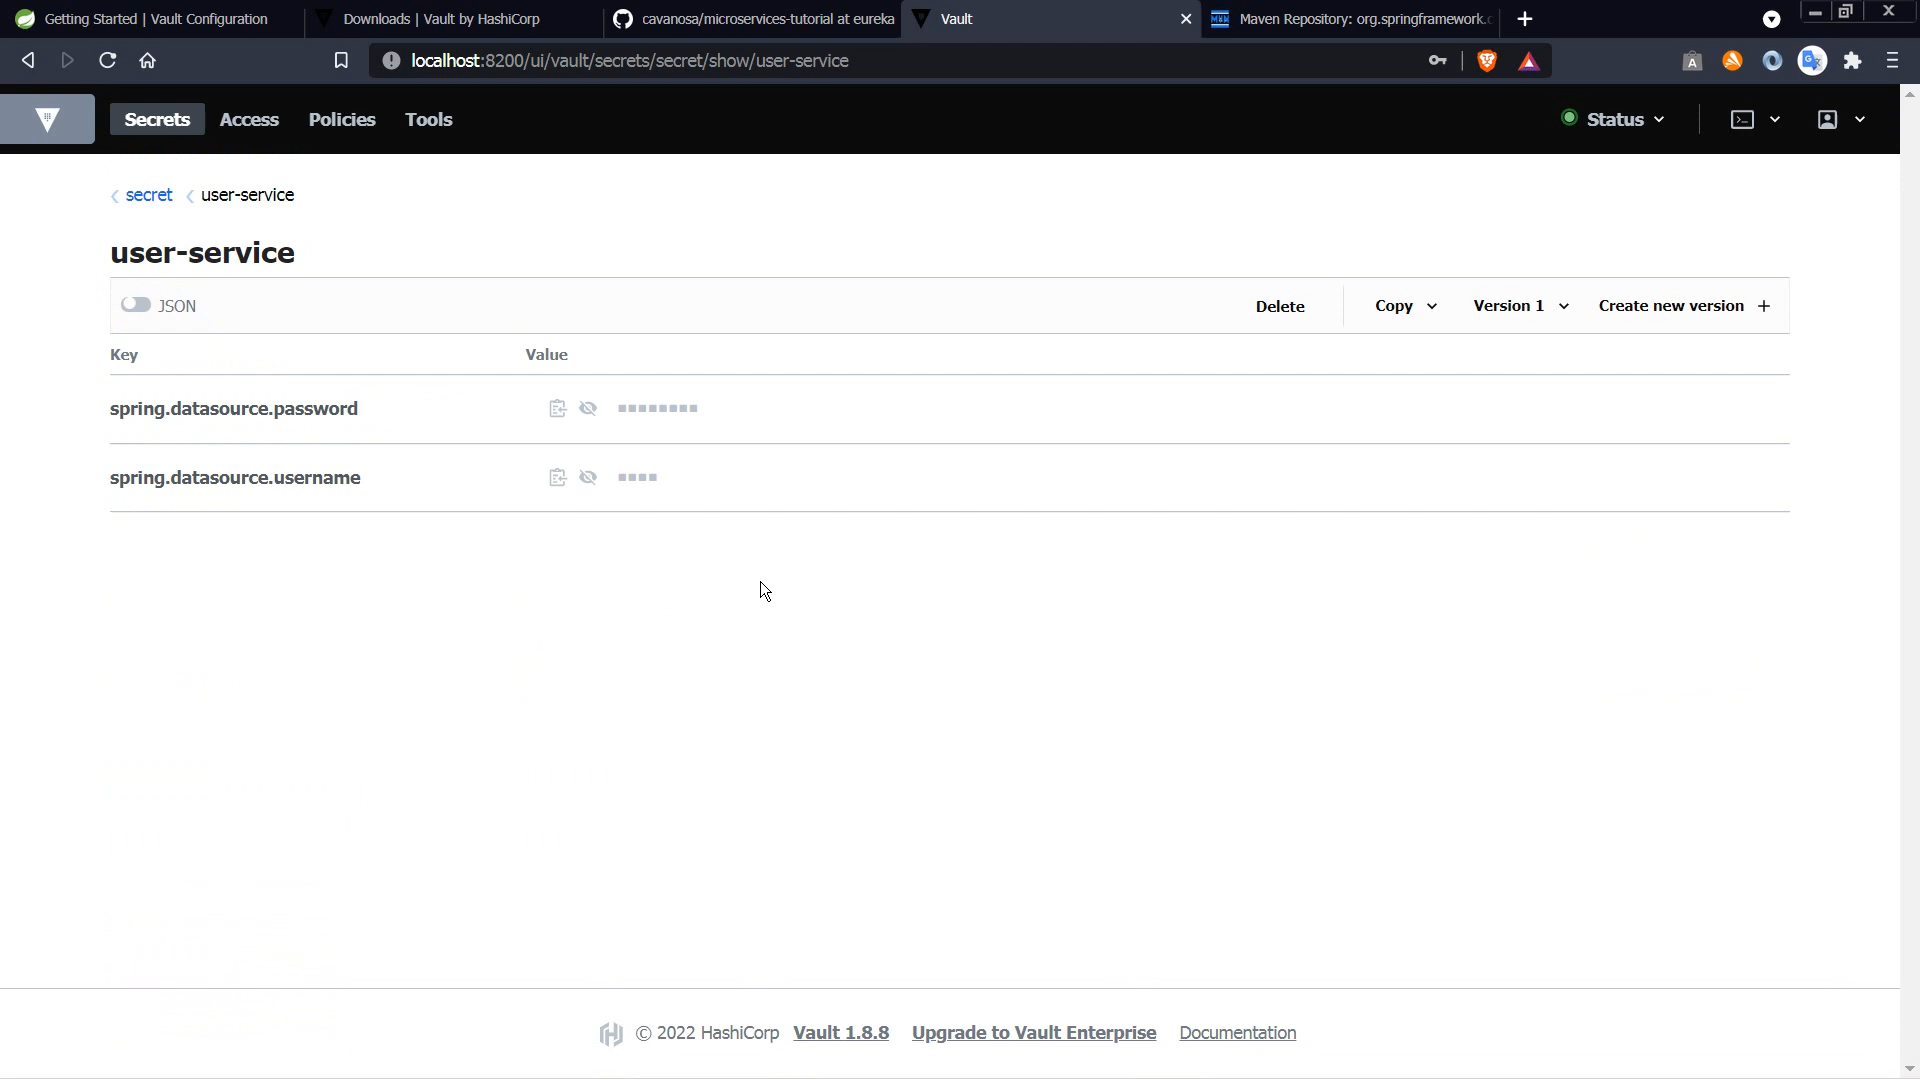 Getting Started | Vault Configuration
Downloads | Vault by HashiCorp
cavanosa/microservices-tutorial at eureka
Vault
Maven Repository: org.springframework.c
localhost:8200/ui/vault/secrets/secret/show/user-service
Secrets
Access
Policies
Tools
Status
secret
user-service
user-service
JSON
Delete
Copy
Version 1
Create new version
Key
Value
spring.datasource.password
spring.datasource.username
© 2022 HashiCorp
Vault 1.8.8
Upgrade to Vault Enterprise
Documentation